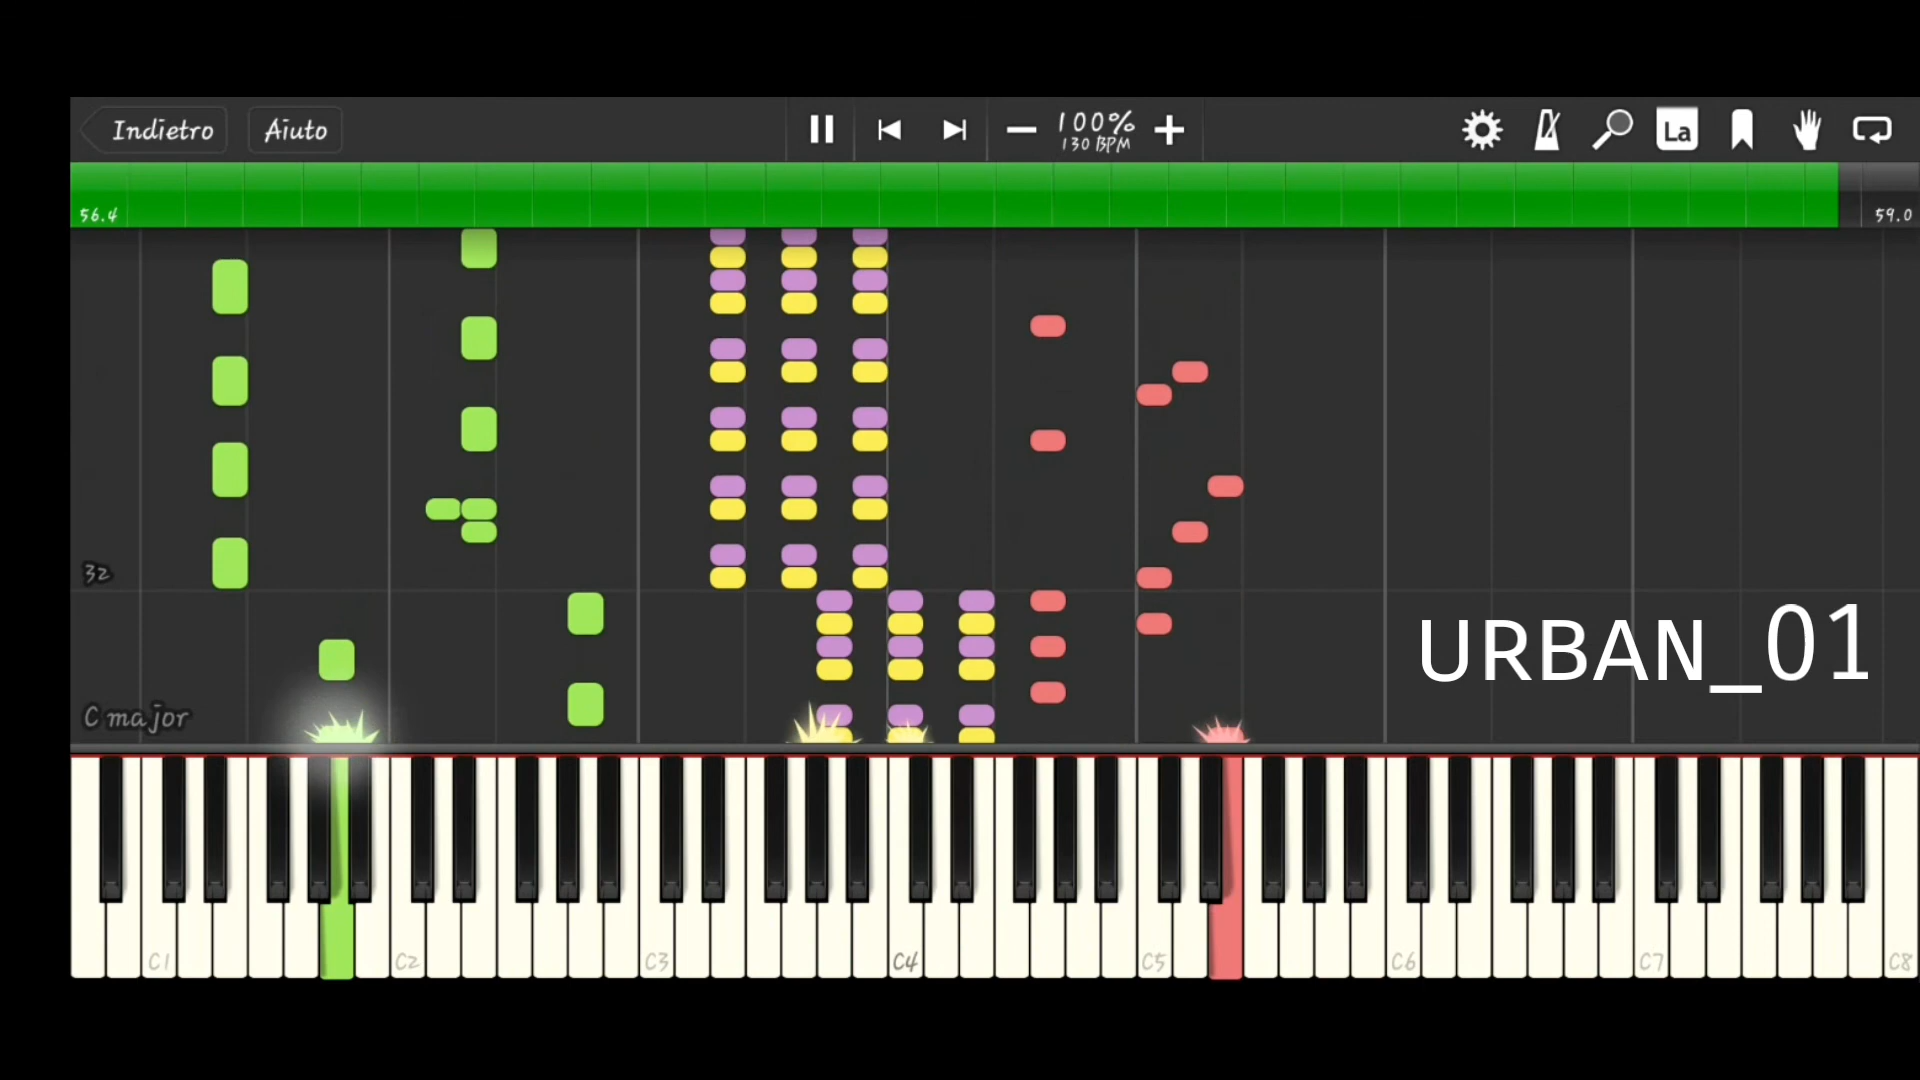 Indietro Aiuto 100% La
130 BPM
56.4 59.0
32
URBAN_01
C major
C1 C2 C3 C4 C5 C6 C7 C8